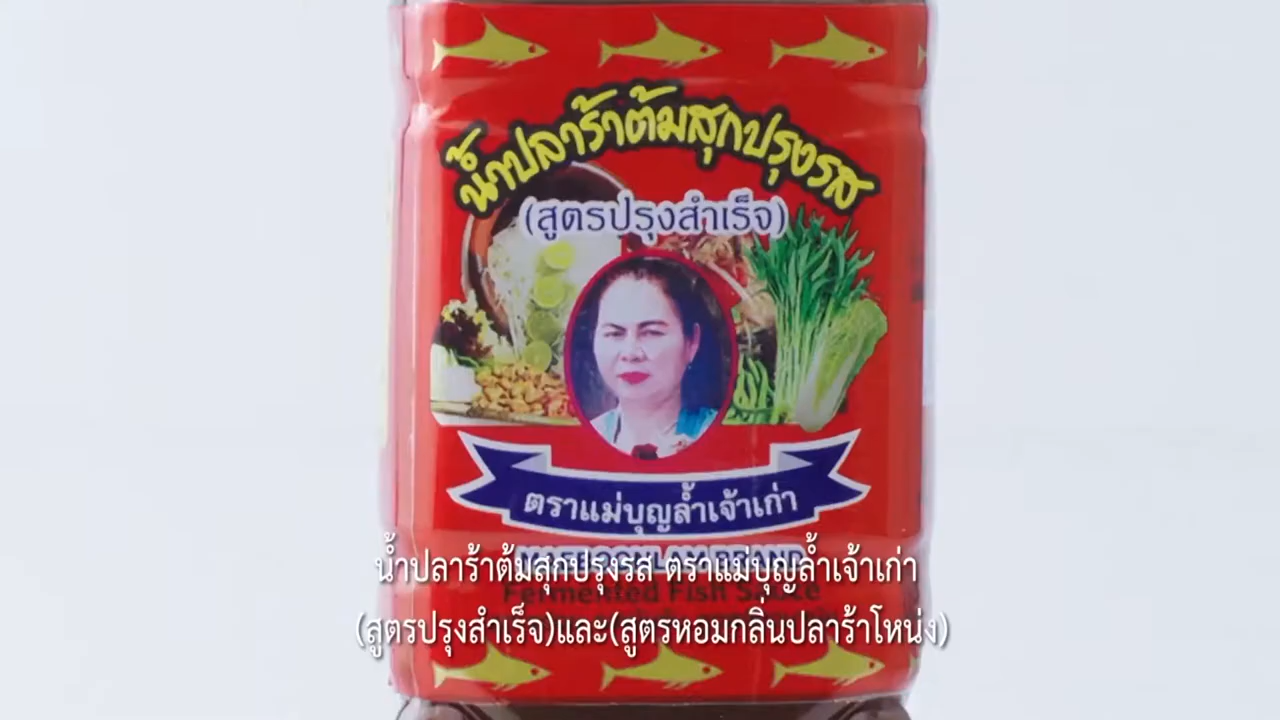 น้ำปลาร้าต้มสุกปรุงรส
(สูตรปรุงสำเร็จ)
ตราแม่บุญล้ำเจ้าเก่า
น้ำปลาร้าต้มสุกปรุงรส ตราแม่บุญล้ำเจ้าเก่า
Fermented Fish Sauce
(สูตรปรุงสำเร็จ)และ(สูตรหอมกลิ่นปลาร้าโหน่ง)